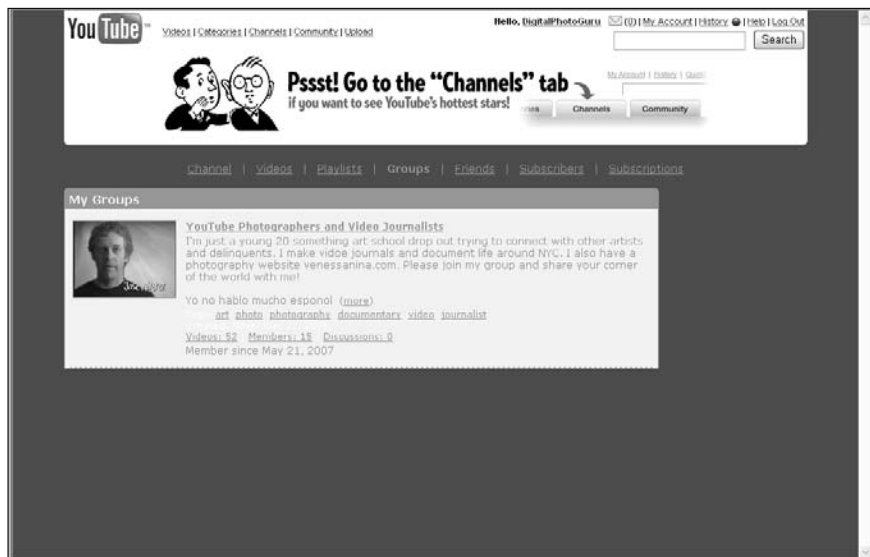 YouTube™
Hello, DigitalPhotoGuru (0) | My Account | History | Help | Log Out
Videos | Categories | Channels | Community | Upload
Search
Pssst! Go to the “Channels” tab
if you want to see YouTube's hottest stars!
My Account | History |
Channels Community
Channel | Videos | Playlists | Groups | Friends | Subscribers | Subscriptions
My Groups
YouTube Photographers and Video Journalists
I'm just a young 20 something art school drop out trying to connect with other artists
and delinquents. I make vidoe journals and document life around NYC. I also have a
photography website venessanina.com. Please join my group and share your corner
of the world with me!
Yo no hablo mucho esponol (more)
art photo photography documentary video journalist
Videos: 52 Members: 15 Discussions: 0
Member since May 21, 2007